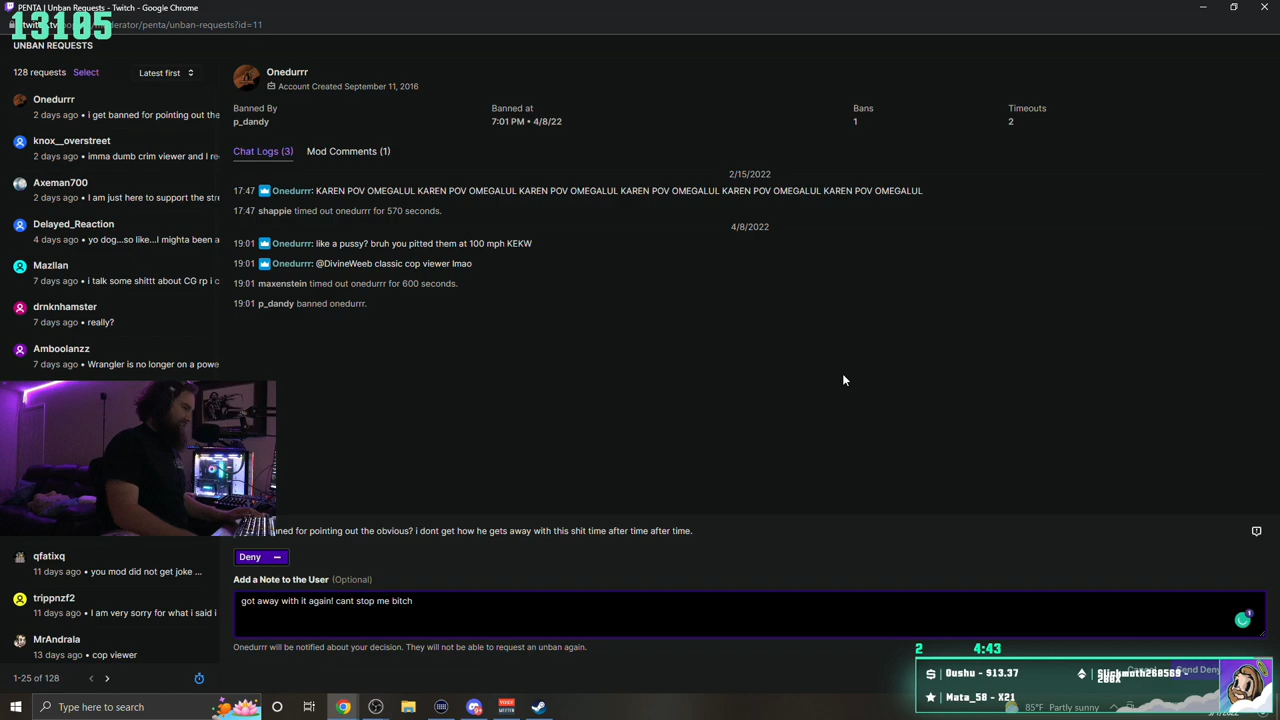 PENTA | Unban Requests - Twitch - Google Chrome
13105
oderator/penta/unban-requests?id=11
UNBAN REQUESTS
128 requests Select Latest first
Onedurrr
2 days ago • i get banned for pointing out the
knox__overstreet
2 days ago • imma dumb crim viewer and I re
Axeman700
2 days ago • I am just here to support the stre
Delayed_Reaction
4 days ago • yo dog...so like...I mighta been a
Mazllan
7 days ago • i talk some shittt about CG rp i c
drnknhamster
7 days ago • really?
Amboolanzz
7 days ago • Wrangler is no longer on a powe
qfatixq
11 days ago • you mod did not get joke ...
trippnzf2
11 days ago • I am very sorry for what i said i
MrAndrala
13 days ago • cop viewer
1-25 of 128
Onedurrr
Account Created September 11, 2016
Banned By Banned at Bans Timeouts
p_dandy 7:01 PM • 4/8/22 1 2
Chat Logs (3) Mod Comments (1)
2/15/2022
17:47 Onedurrr: KAREN POV OMEGALUL KAREN POV OMEGALUL KAREN POV OMEGALUL KAREN POV OMEGALUL KAREN POV OMEGALUL KAREN POV OMEGALUL
17:47 shappie timed out onedurrr for 570 seconds.
4/8/2022
19:01 Onedurrr: like a pussy? bruh you pitted them at 100 mph KEKW
19:01 Onedurrr: @DivineWeeb classic cop viewer lmao
19:01 maxenstein timed out onedurrr for 600 seconds.
19:01 p_dandy banned onedurrr.
ned for pointing out the obvious? i dont get how he gets away with this shit time after time after time.
Deny
Add a Note to the User (Optional)
got away with it again! cant stop me bitch
1
Onedurrr will be notified about your decision. They will not be able to request an unban again.
2 4:43
Oushu - $13.37
Mata_58 - X21
Send Deny
Type here to search
85°F Partly sunny